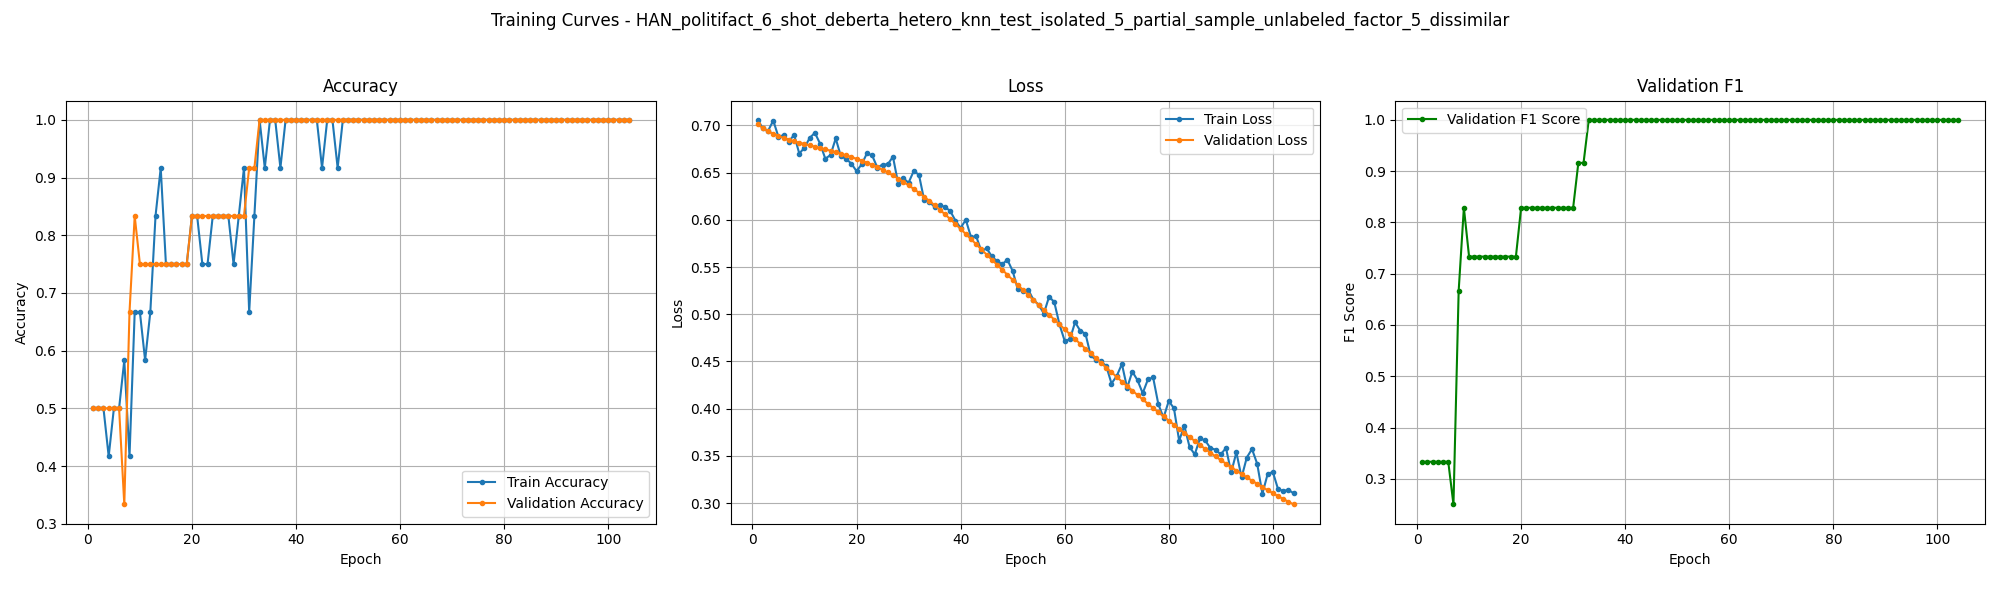 Training Curves - HAN_politifact_6_shot_deberta_hetero_knn_test_isolated_5_partial_sample_unlabeled_factor_5_dissimilar
Accuracy
1.0
0.9
0.8
0.7
0.6
0.5
0.4
0.3
Accuracy
Train Accuracy
Validation Accuracy
0 20 40 60 80 100
Epoch
Loss
0.70
0.65
0.60
0.55
0.50
0.45
0.40
0.35
0.30
Loss
Train Loss
Validation Loss
0 20 40 60 80 100
Epoch
Validation F1
1.0
0.9
0.8
0.7
0.6
0.5
0.4
0.3
F1 Score
Validation F1 Score
0 20 40 60 80 100
Epoch